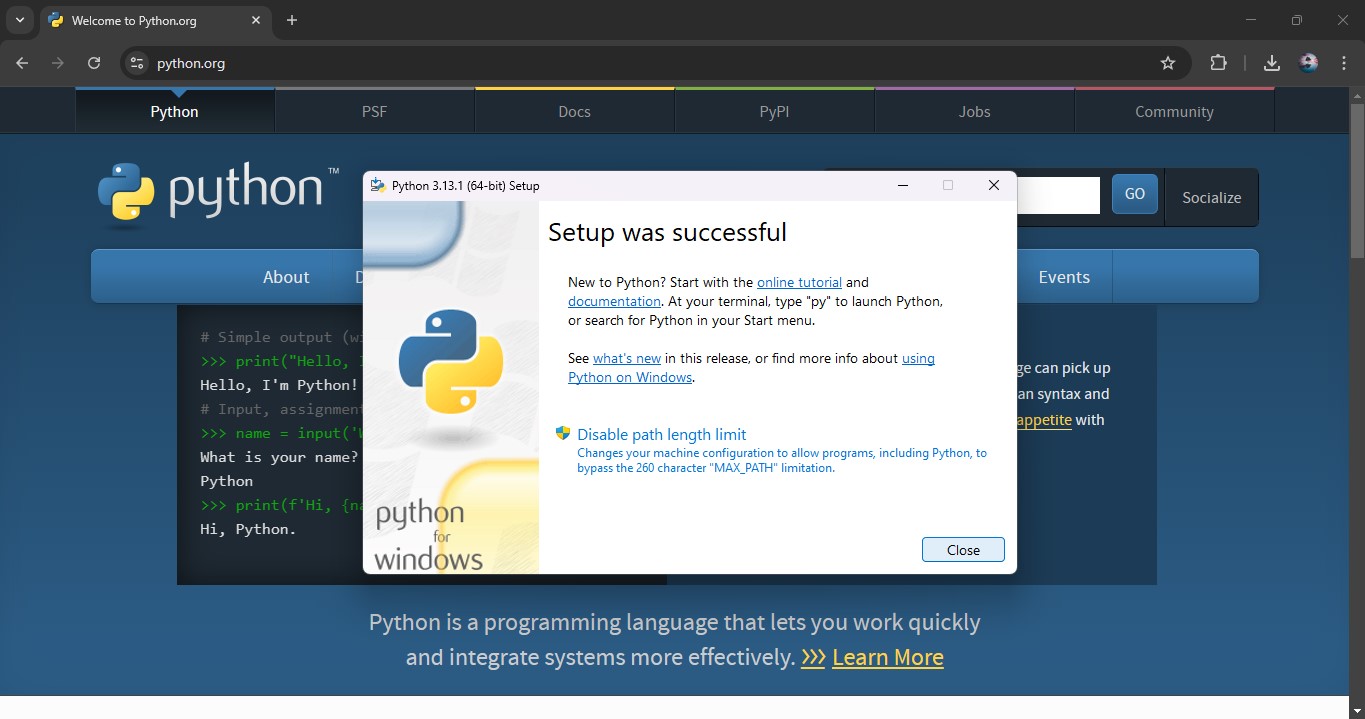 Welcome to Python.org
python.org
Python
PSF
Docs
PyPI
Jobs
Community
python™
GO
Socialize
About
Events
# Simple output (
>>> print("Hello,
Hello, I'm Python!
# Input,
>>> name = input('
What is your name?
Python
>>> print(f'Hi,
Hi, Python.
can pick up
syntax and
appetite with
Python 3.13.1 (64-bit) Setup
Setup was successful
New to Python? Start with the online tutorial and
documentation. At your terminal, type "py" to launch Python,
or search for Python in your Start menu.
See what's new in this release, or find more info about using
Python on Windows.
Disable path length limit
Changes your machine configuration to allow programs, including Python, to
bypass the 260 character "MAX_PATH" limitation.
python
for
windows
Close
Python is a programming language that lets you work quickly
and integrate systems more effectively. >>> Learn More